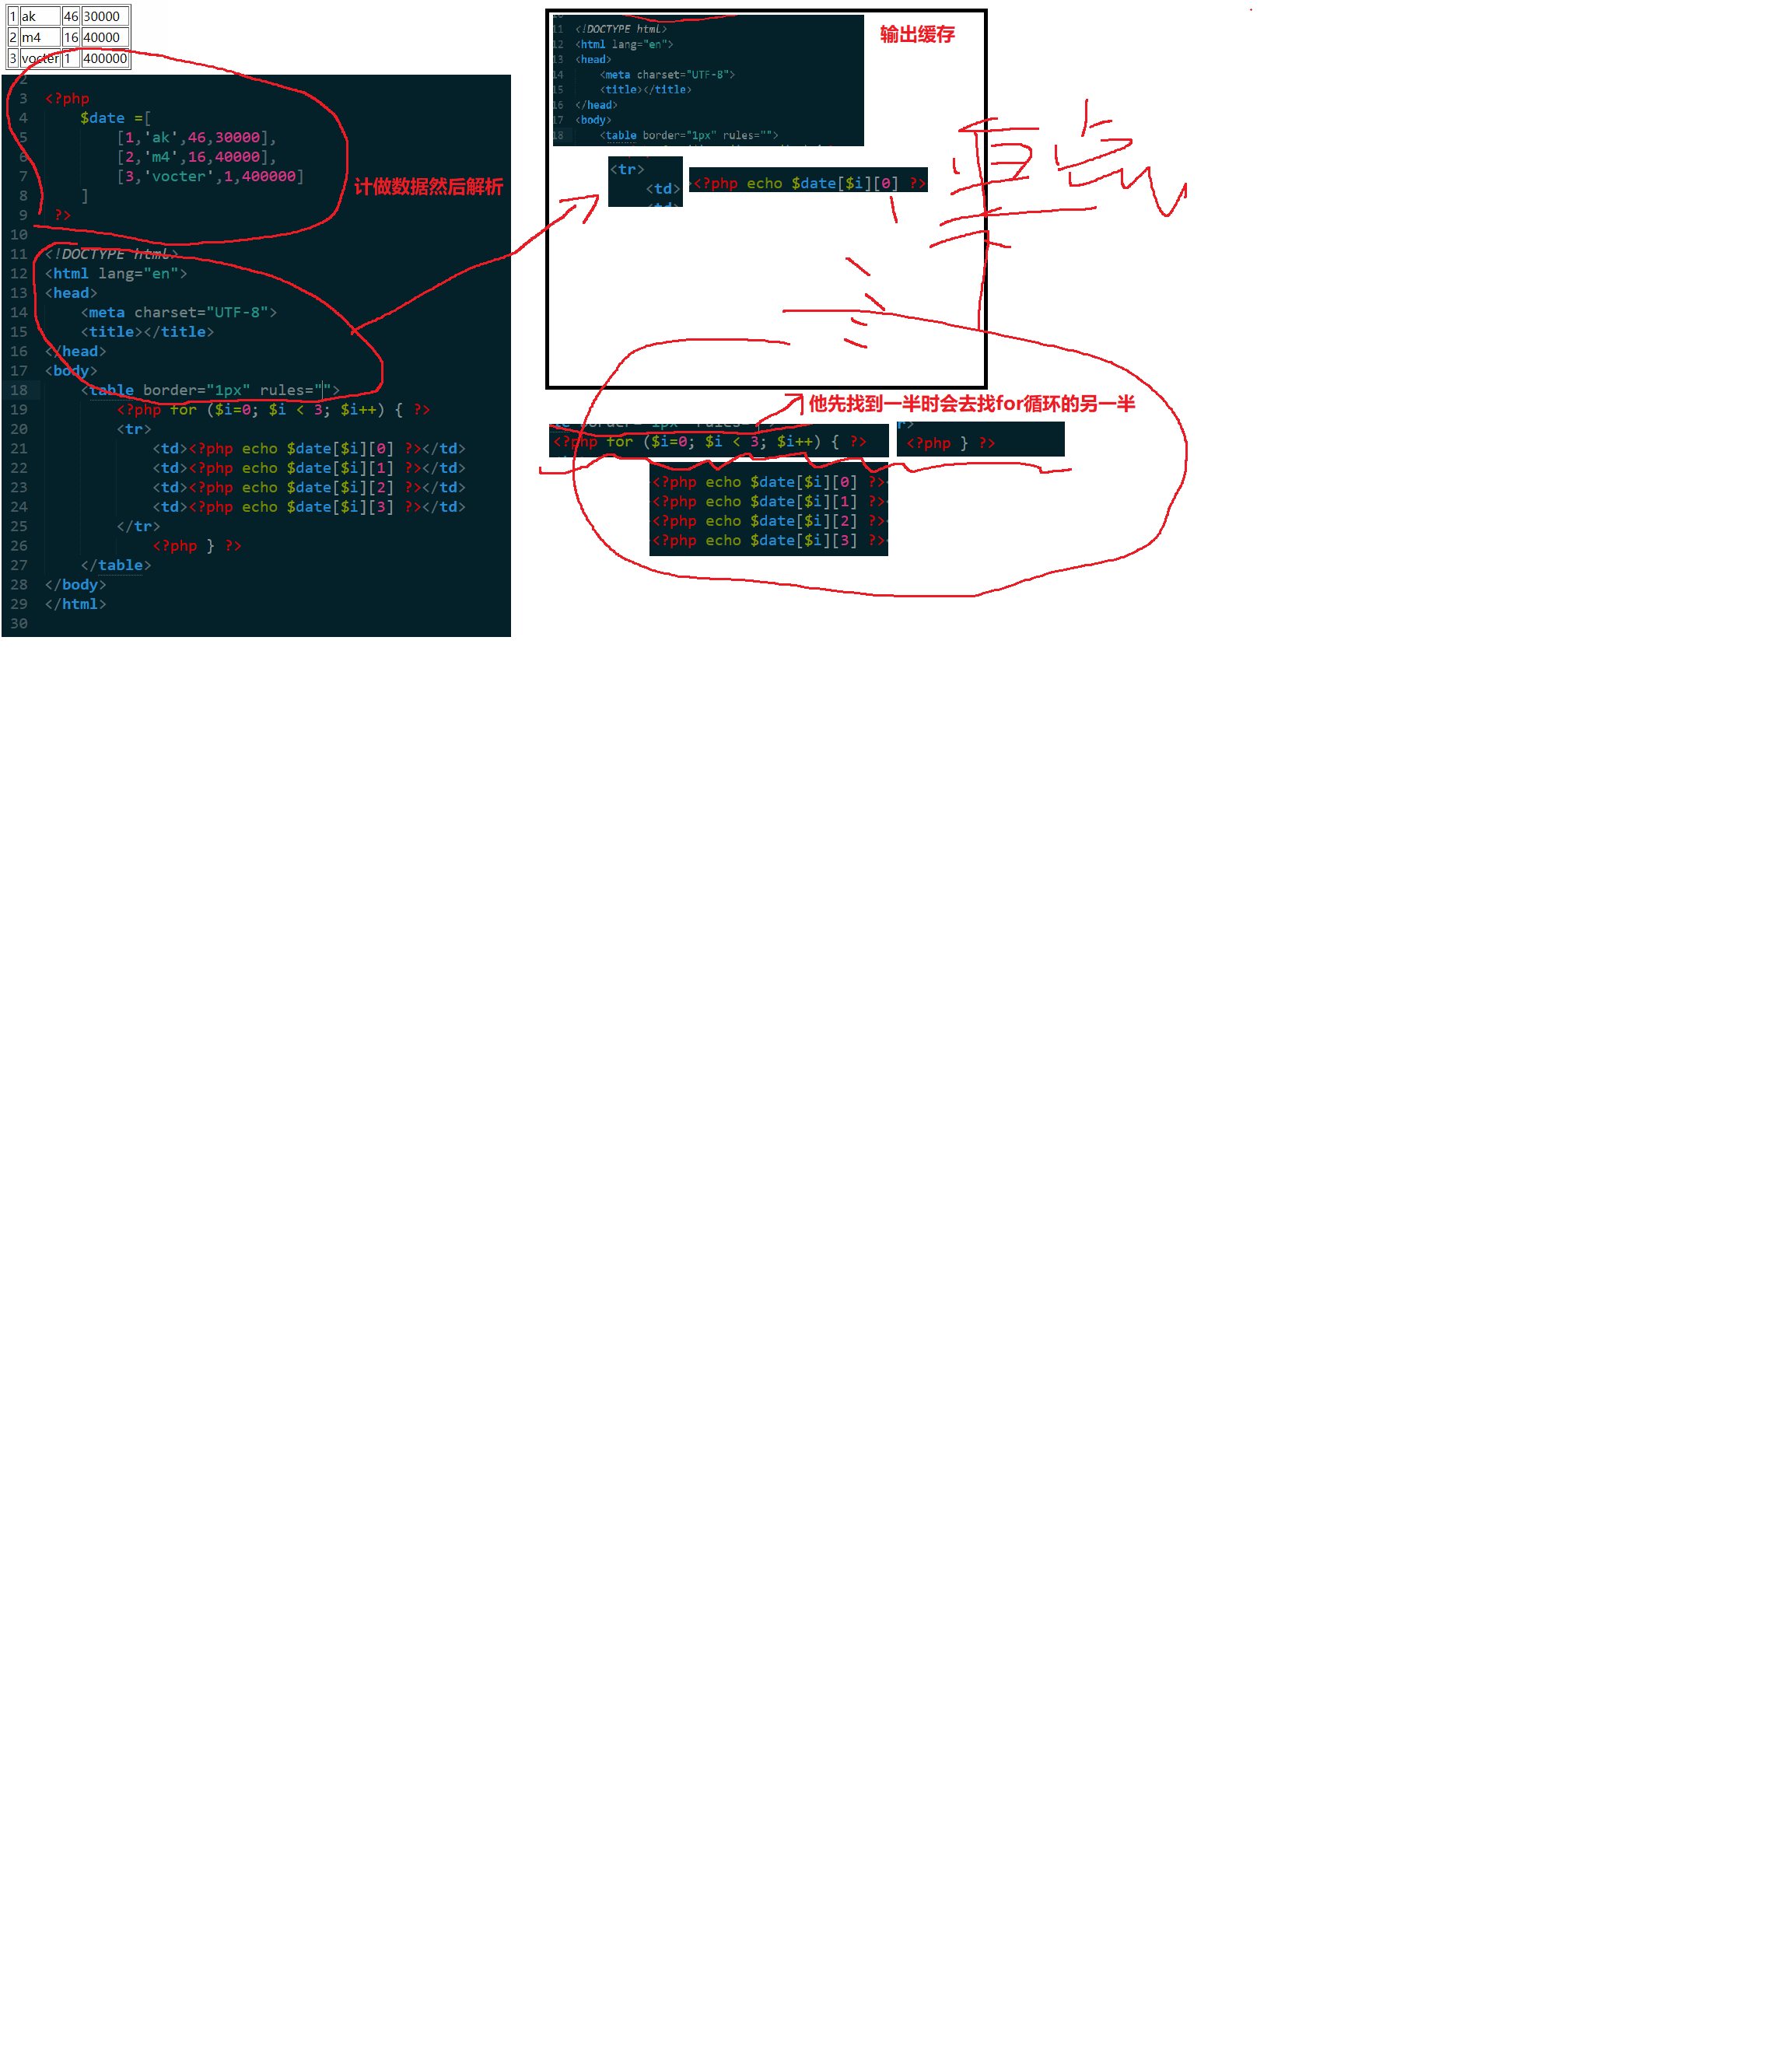 1 ak 46 30000
2 m4 16 40000
3 vocter 1 400000
2
3 <?php
4 $date =[
5 [1,'ak',46,30000],
6 [2,'m4',16,40000],
7 [3,'vocter',1,400000]
8 ]
9 ?>
10
11 <!DOCTYPE html>
12 <html lang="en">
13 <head>
14 <meta charset="UTF-8">
15 <title></title>
16 </head>
17 <body>
18 <table border="1px" rules="">
19 <?php for ($i=0; $i < 3; $i++) { ?>
20 <tr>
21 <td><?php echo $date[$i][0] ?></td>
22 <td><?php echo $date[$i][1] ?></td>
23 <td><?php echo $date[$i][2] ?></td>
24 <td><?php echo $date[$i][3] ?></td>
25 </tr>
26 <?php } ?>
27 </table>
28 </body>
29 </html>
30
计做数据然后解析
输出缓存
11 <!DOCTYPE html>
12 <html lang="en">
13 <head>
14 <meta charset="UTF-8">
15 <title></title>
16 </head>
17 <body>
18 <table border="1px" rules="">
<tr>
<td>
<?php echo $date[$i][0] ?>
重点
他先找到一半时会去找for循环的另一半
<?php for ($i=0; $i < 3; $i++) { ?>
<?php } ?>
<?php echo $date[$i][0] ?>
<?php echo $date[$i][1] ?>
<?php echo $date[$i][2] ?>
<?php echo $date[$i][3] ?>